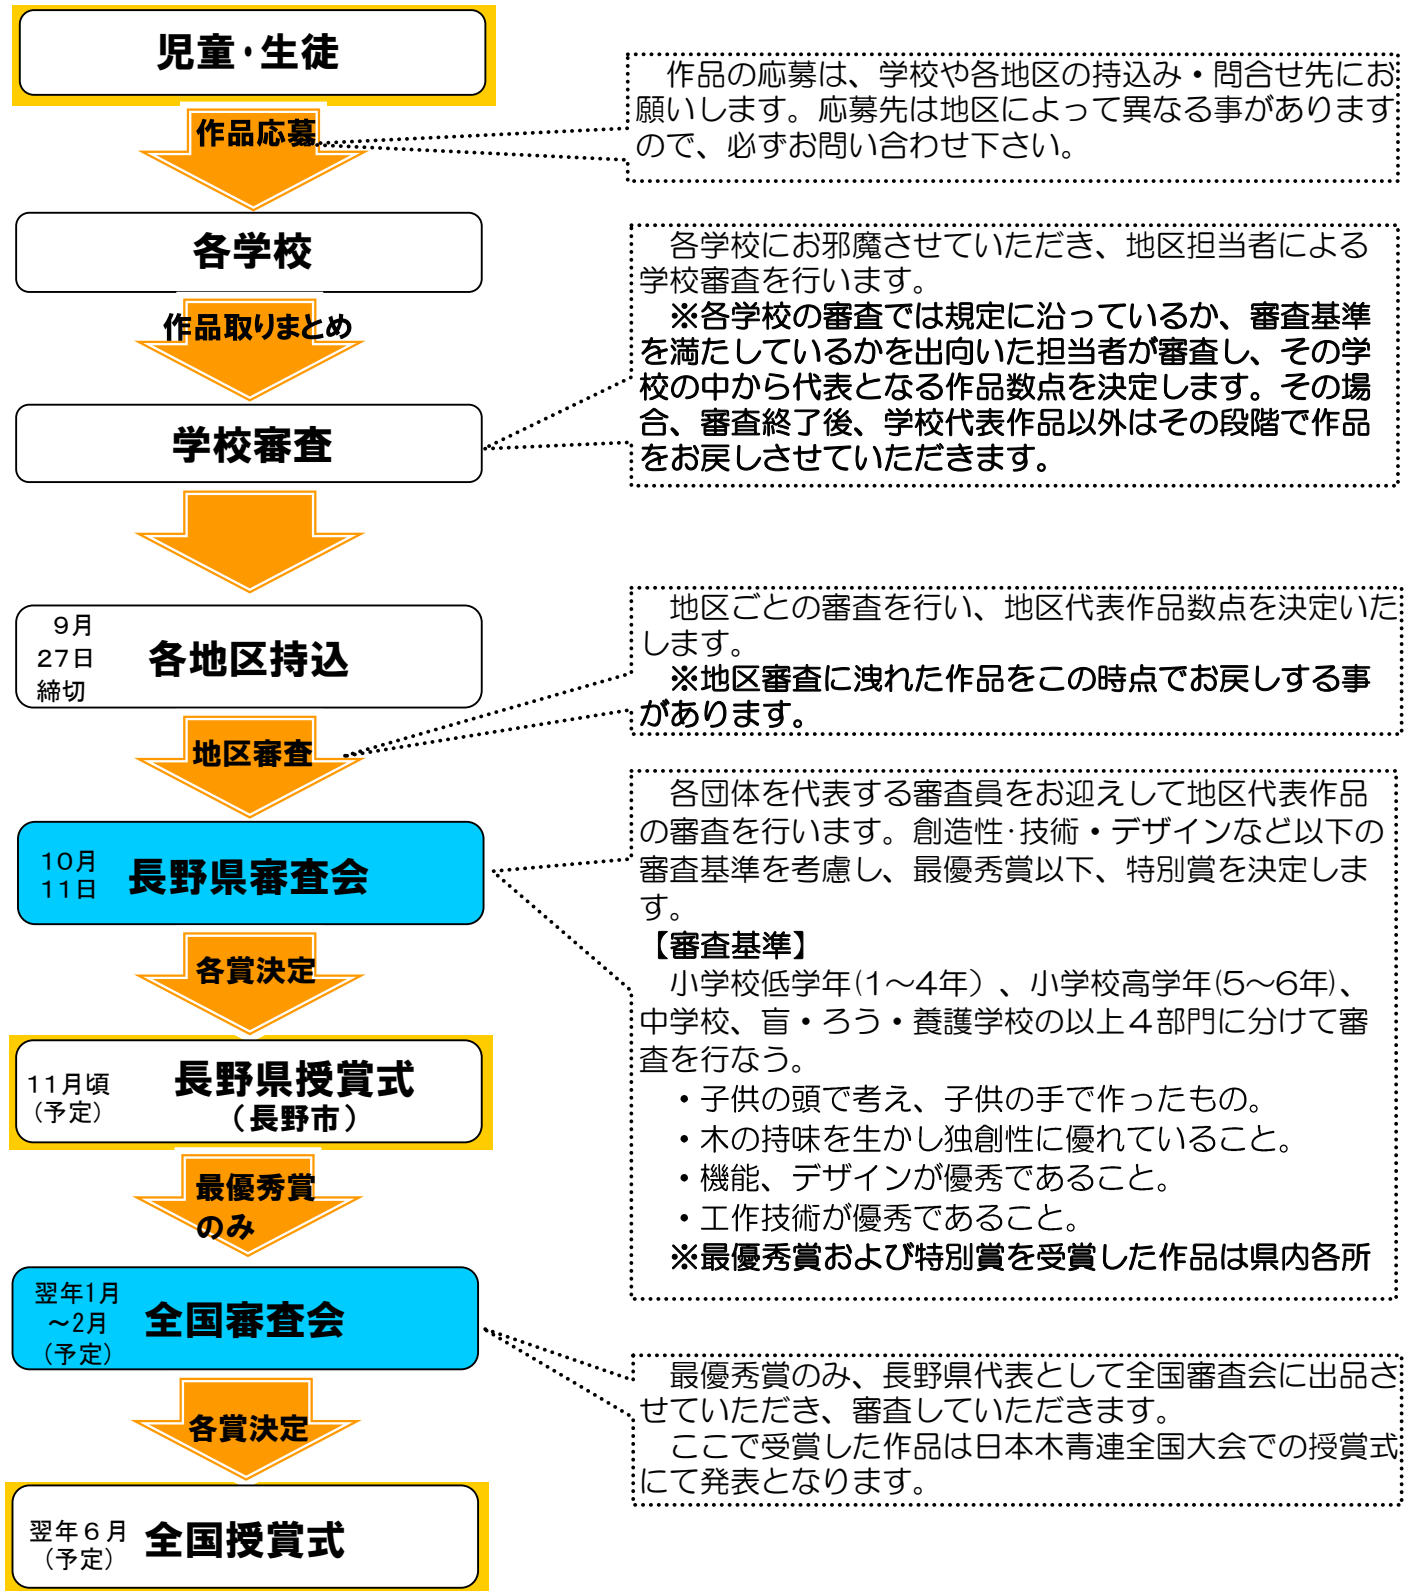 児童・生徒
作品応募
作品の応募は、学校や各地区の持込み・問合せ先にお
願いします。応募先は地区によって異なる事があります
ので、必ずお問い合わせ下さい。
各学校
作品取りまとめ
学校審査
各学校にお邪魔させていただき、地区担当者による
学校審査を行います。
※各学校の審査では規定に沿っているか、審査基準
を満たしているかを出向いた担当者が審査し、その学
校の中から代表となる作品数点を決定します。その場
合、審査終了後、学校代表作品以外はその段階で作品
をお戻しさせていただきます。
9月
27日
締切
各地区持込
地区審査
地区ごとの審査を行い、地区代表作品数点を決定いた
します。
※地区審査に洩れた作品をこの時点でお戻しする事
があります。
10月
11日
長野県審査会
各賞決定
各団体を代表する審査員をお迎えして地区代表作品
の審査を行います。創造性・技術・デザインなど以下の
審査基準を考慮し、最優秀賞以下、特別賞を決定しま
す。
【審査基準】
小学校低学年(1～4年）、小学校高学年(5～6年)、
中学校、盲・ろう・養護学校の以上４部門に分けて審
査を行なう。
・子供の頭で考え、子供の手で作ったもの。
・木の持味を生かし独創性に優れていること。
・機能、デザインが優秀であること。
・工作技術が優秀であること。
※最優秀賞および特別賞を受賞した作品は県内各所
11月頃
(予定)
長野県授賞式
（長野市）
最優秀賞
のみ
翌年1月
～2月
(予定)
全国審査会
各賞決定
最優秀賞のみ、長野県代表として全国審査会に出品さ
せていただき、審査していただきます。
ここで受賞した作品は日本木青連全国大会での授賞式
にて発表となります。
翌年６月
(予定)
全国授賞式